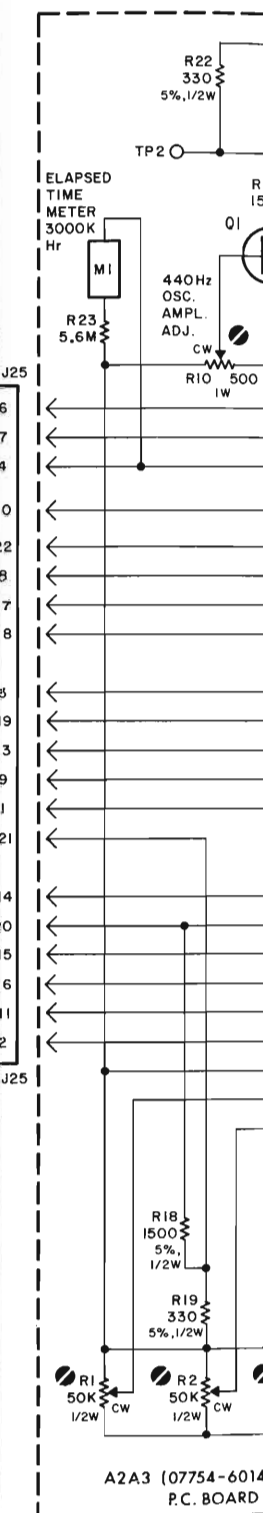 R22
330
5%,1/2W
TP2
ELAPSED
TIME
METER
3000K
Hr
M1
R23
5.6M
Q1
440Hz
OSC.
AMPL.
ADJ.
CW
R10 500
1W
J25
6
7
4
0
22
8
7
8
19
3
9
1
21
14
20
15
6
11
2
J25
R18
1500
5%,
1/2W
R19
330
5%,1/2W
R1
50K
1/2W
CW
R2
50K
1/2W
CW
A2A3 (07754-6014
P.C. BOARD